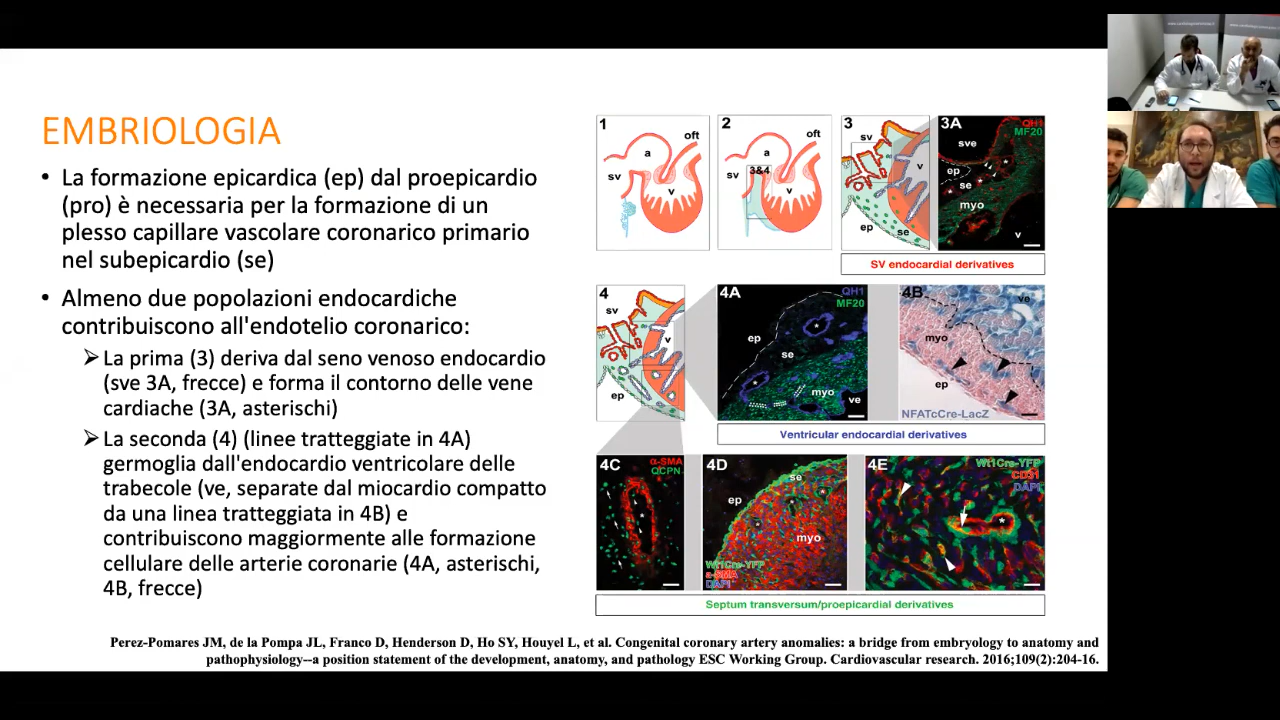 EMBRIOLOGIA
• La formazione epicardica (ep) dal proepicardio
(pro) è necessaria per la formazione di un
plesso capillare vascolare coronarico primario
nel subepicardio (se)
• Almeno due popolazioni endocardiche
contribuiscono all'endotelio coronarico:
➢La prima (3) deriva dal seno venoso endocardio
(sve 3A, frecce) e forma il contorno delle vene
cardiache (3A, asterischi)
➢La seconda (4) (linee tratteggiate in 4A)
germoglia dall'endocardio ventricolare delle
trabecole (ve, separate dal miocardio compatto
da una linea tratteggiata in 4B) e
contribuiscono maggiormente alle formazione
cellulare delle arterie coronarie (4A, asterischi,
4B, frecce)
1
oft
a
sv
v
2
oft
a
3&4
sv
v
3
sv
v
ep
se
3A
QH1
MF20
sve
ep
*
se
*
*
myo
v
SV endocardial derivatives
4
sv
v
ep
4A
QH1
MF20
*
ep
se
*
myo
ve
4B
ve
myo
ep
NFATcCre-LacZ
Ventricular endocardial derivatives
4C
α-SMA
QCPN
*
4D
se
ep
*
*
*
myo
Wt1Cre-YFP
α-SMA
DAPI
4E
Wt1Cre-YFP
CD31
DAPI
*
Septum transversum/proepicardial derivatives
Perez-Pomares JM, de la Pompa JL, Franco D, Henderson D, Ho SY, Houyel L, et al. Congenital coronary artery anomalies: a bridge from embryology to anatomy and
pathophysiology--a position statement of the development, anatomy, and pathology ESC Working Group. Cardiovascular research. 2016;109(2):204-16.